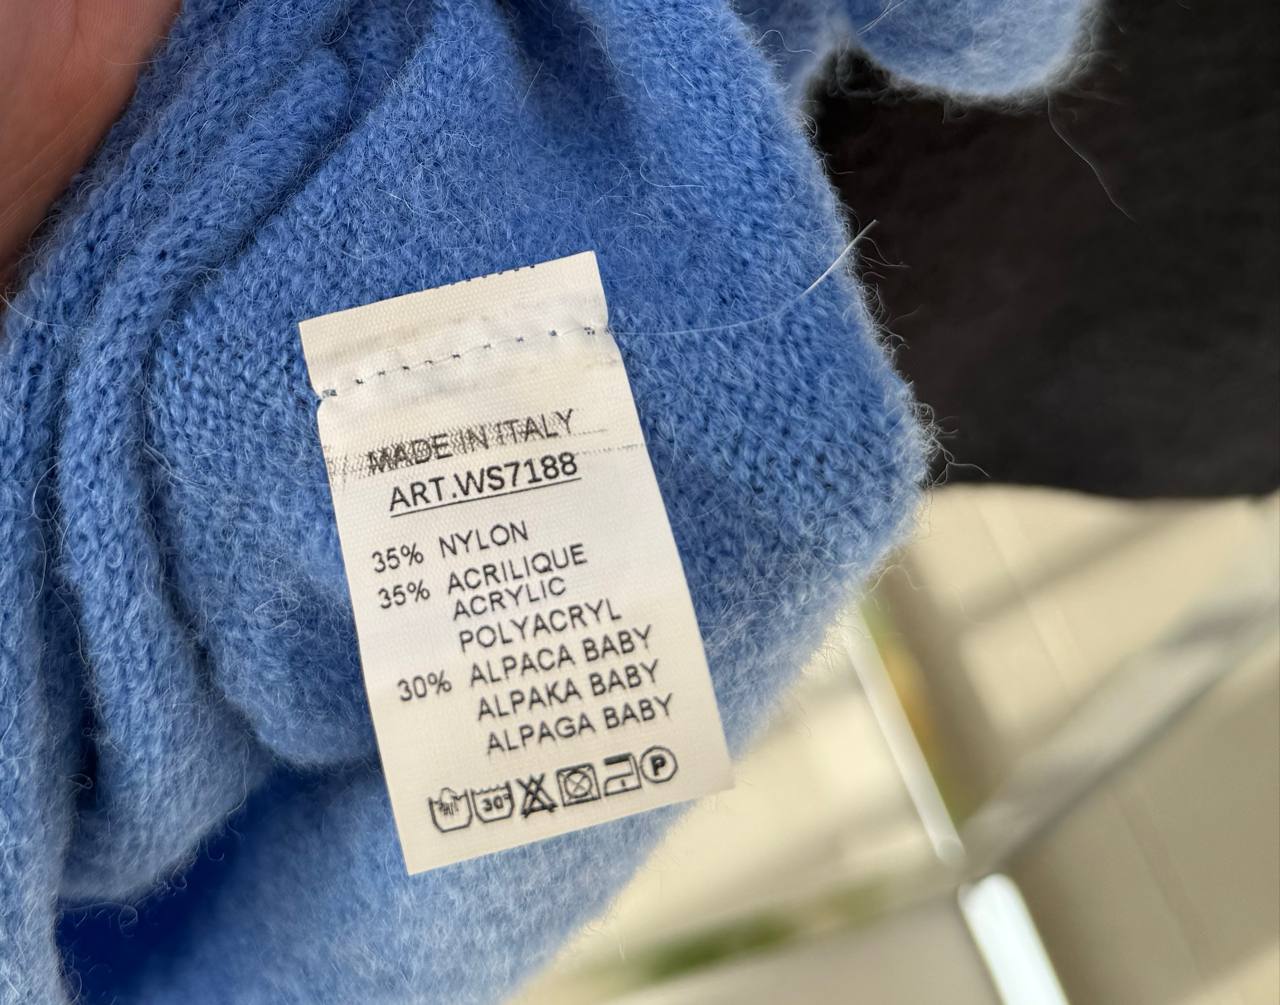 MADE IN ITALY
ART.WS7188
35% NYLON
35% ACRILIQUE
ACRYLIC
POLYACRYL
30% ALPACA BABY
ALPAKA BABY
ALPAGA BABY
30°
P